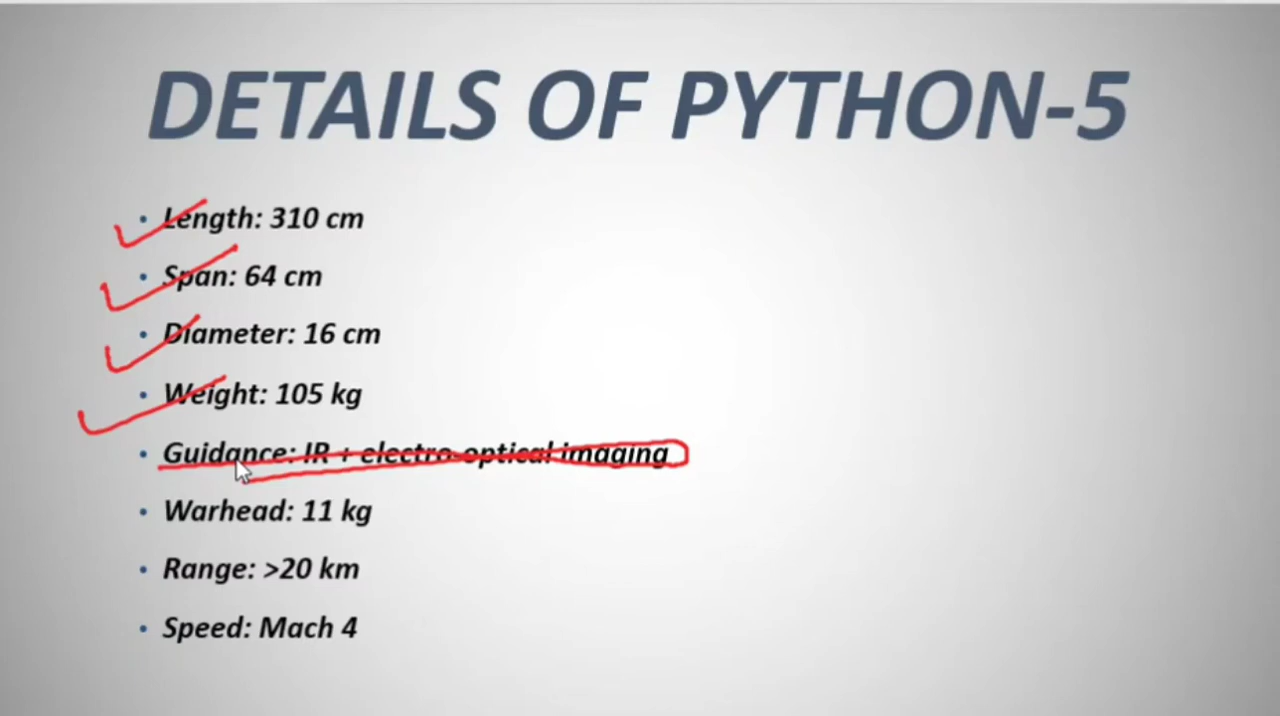 DETAILS OF PYTHON-5
• Length: 310 cm
• Span: 64 cm
• Diameter: 16 cm
• Weight: 105 kg
• Guidance: IR + electro-optical imaging
• Warhead: 11 kg
• Range: >20 km
• Speed: Mach 4